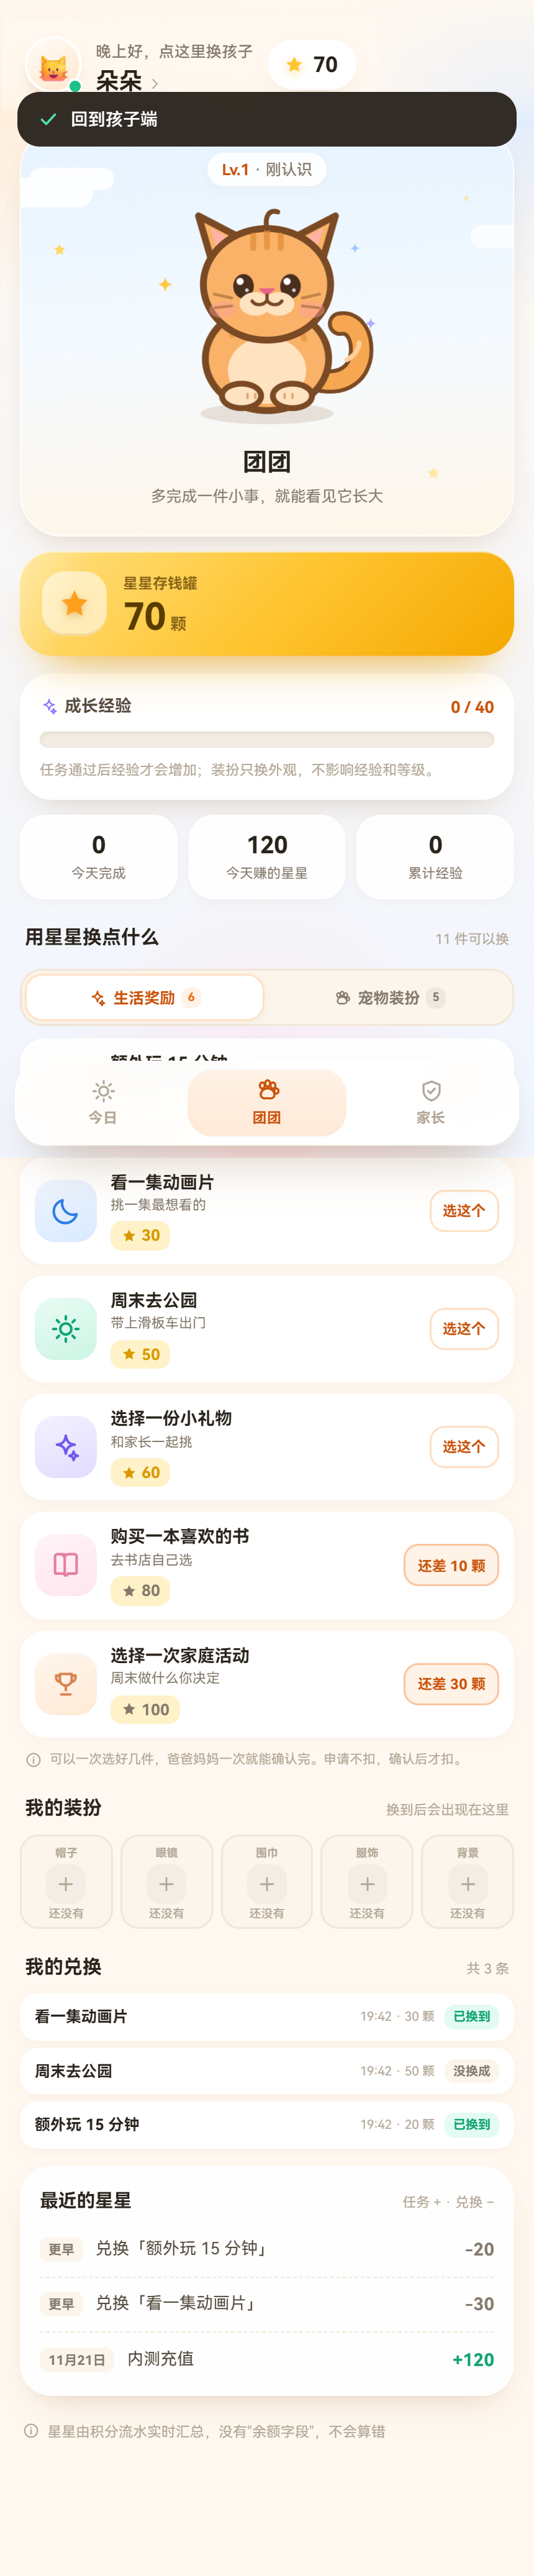 晚上好，点这里换孩子
朵朵
70
回到孩子端
Lv.1 · 刚认识
团团
多完成一件小事，就能看见它长大
星星存钱罐
70 颗
成长经验
0 / 40
任务通过后经验才会增加；装扮只换外观，不影响经验和等级。
0
今天完成
120
今天赚的星星
0
累计经验
用星星换点什么
11 件可以换
生活奖励 6
宠物装扮 5
额外玩 15 分钟
今日
团团
家长
看一集动画片
挑一集最想看的
30
选这个
周末去公园
带上滑板车出门
50
选这个
选择一份小礼物
和家长一起挑
60
选这个
购买一本喜欢的书
去书店自己选
80
还差 10 颗
选择一次家庭活动
周末做什么你决定
100
还差 30 颗
可以一次选好几件，爸爸妈妈一次就能确认完。申请不扣，确认后才扣。
我的装扮
换到后会出现在这里
帽子
还没有
眼镜
还没有
围巾
还没有
服饰
还没有
背景
还没有
我的兑换
共 3 条
看一集动画片
19:42 · 30 颗
已换到
周末去公园
19:42 · 50 颗
没换成
额外玩 15 分钟
19:42 · 20 颗
已换到
最近的星星
任务 + · 兑换 −
更早
兑换「额外玩 15 分钟」
-20
更早
兑换「看一集动画片」
-30
11月21日
内测充值
+120
星星由积分流水实时汇总，没有"余额字段"，不会算错